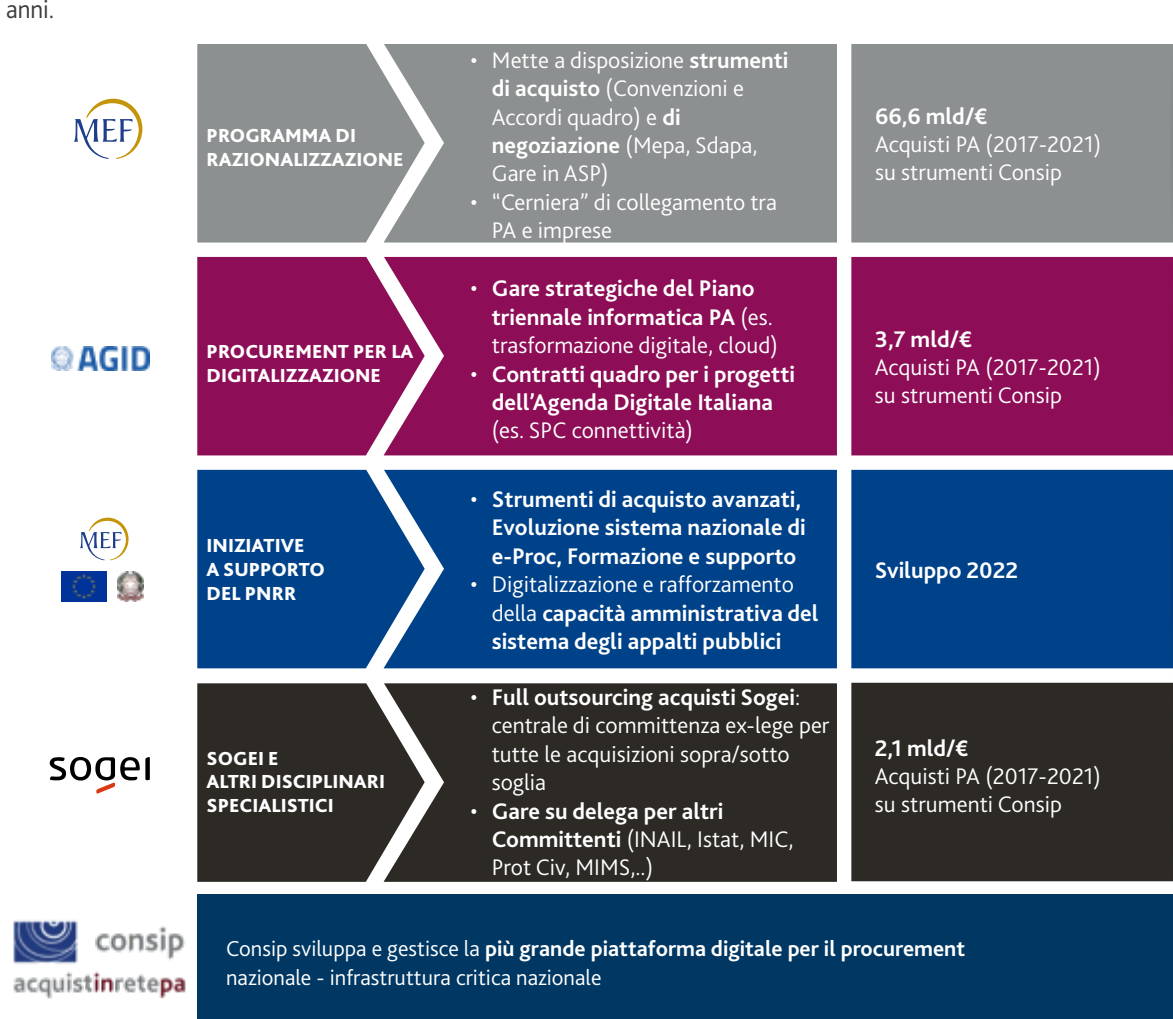 anni.
MEF
PROGRAMMA DI
RAZIONALIZZAZIONE
• Mette a disposizione strumenti
di acquisto (Convenzioni e
Accordi quadro) e di
negoziazione (Mepa, Sdapa,
Gare in ASP)
• “Cerniera” di collegamento tra
PA e imprese
66,6 mld/€
Acquisti PA (2017-2021)
su strumenti Consip
AGID
PROCUREMENT PER LA
DIGITALIZZAZIONE
• Gare strategiche del Piano
triennale informatica PA (es.
trasformazione digitale, cloud)
• Contratti quadro per i progetti
dell’Agenda Digitale Italiana
(es. SPC connettività)
3,7 mld/€
Acquisti PA (2017-2021)
su strumenti Consip
MEF
INIZIATIVE
A SUPPORTO
DEL PNRR
• Strumenti di acquisto avanzati,
Evoluzione sistema nazionale di
e-Proc, Formazione e supporto
• Digitalizzazione e rafforzamento
della capacità amministrativa del
sistema degli appalti pubblici
Sviluppo 2022
sogei
SOGEI E
ALTRI DISCIPLINARI
SPECIALISTICI
• Full outsourcing acquisti Sogei:
centrale di committenza ex-lege per
tutte le acquisizioni sopra/sotto
soglia
• Gare su delega per altri
Committenti (INAIL, Istat, MIC,
Prot Civ, MIMS,..)
2,1 mld/€
Acquisti PA (2017-2021)
su strumenti Consip
consip
acquistinretepa
Consip sviluppa e gestisce la più grande piattaforma digitale per il procurement
nazionale - infrastruttura critica nazionale